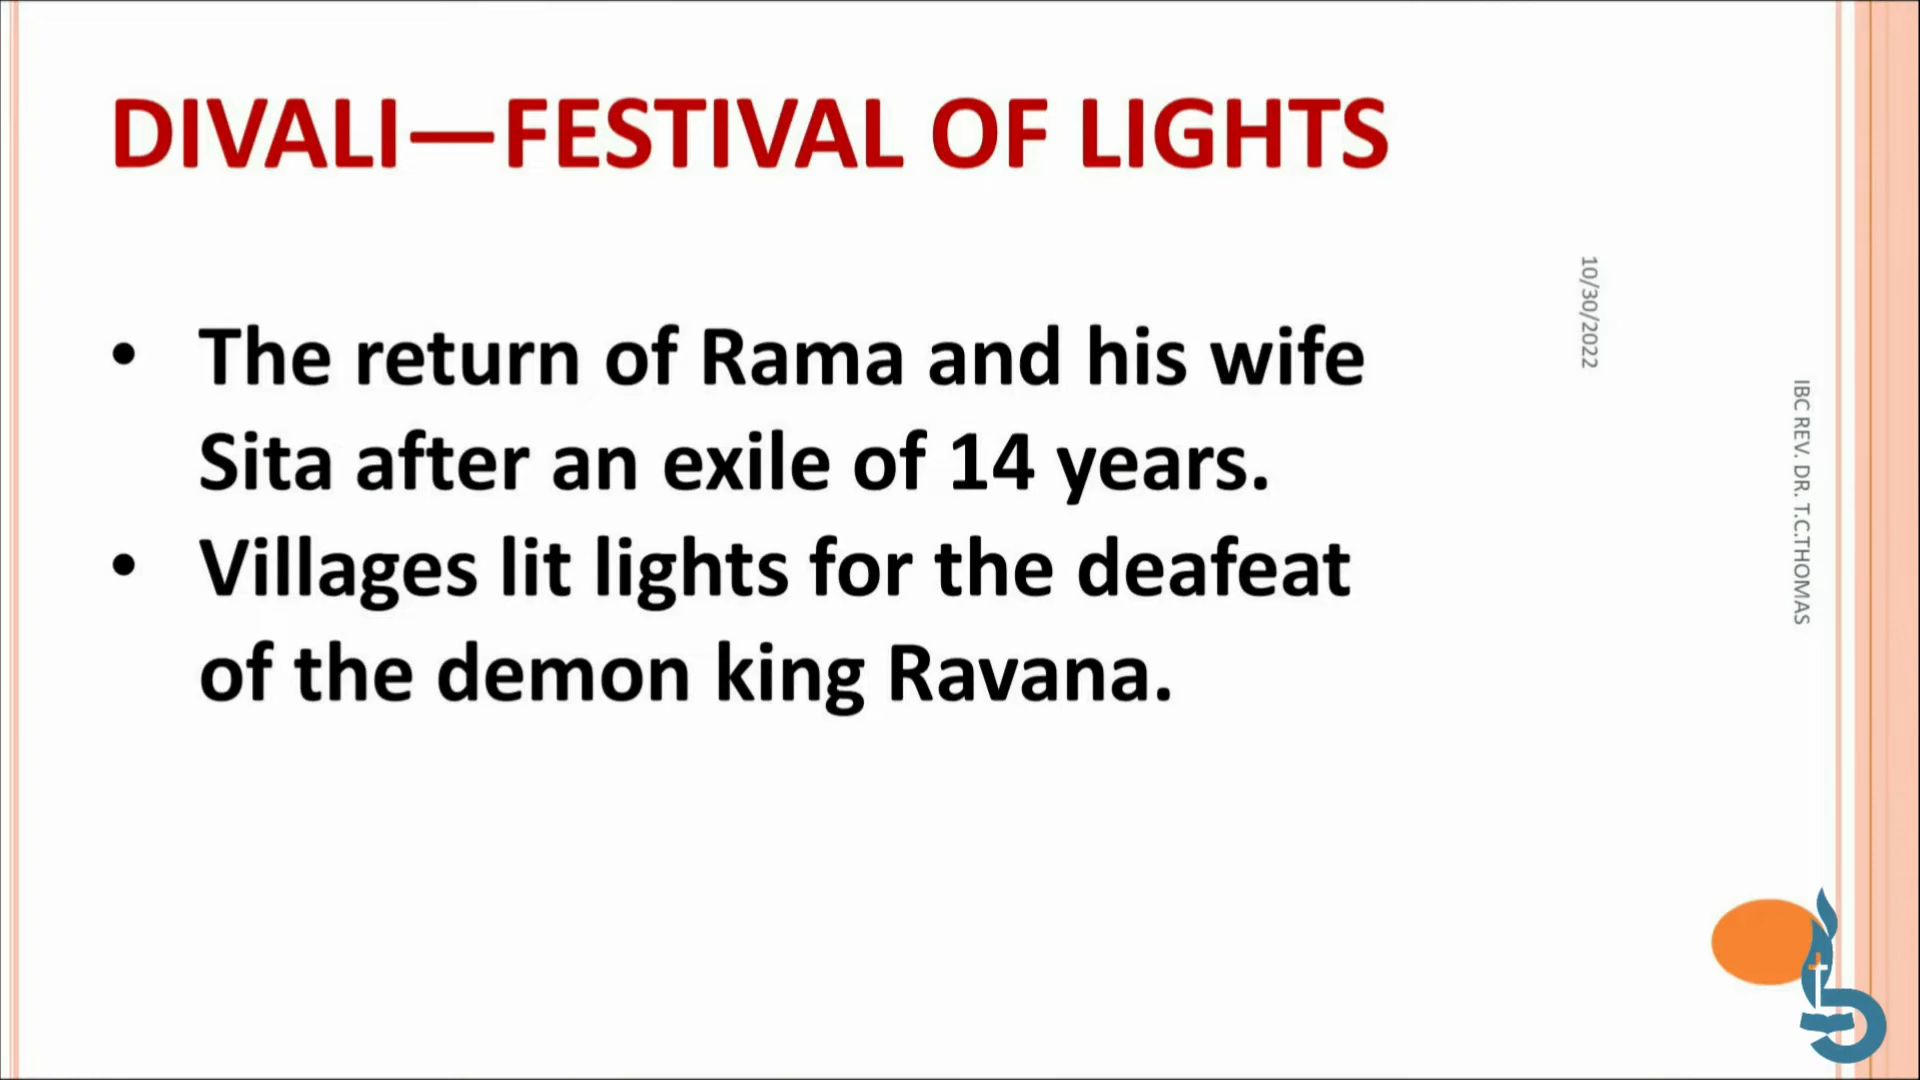 DIVALI—FESTIVAL OF LIGHTS
• The return of Rama and his wife
Sita after an exile of 14 years.
• Villages lit lights for the deafeat
of the demon king Ravana.
10/30/2022
IBC REV. DR. T.C.THOMAS